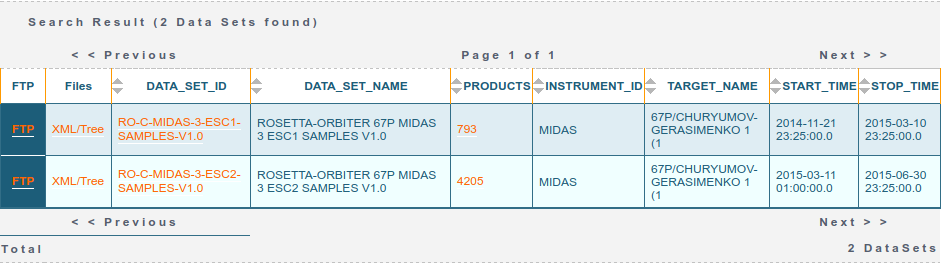 Search Result (2 Data Sets found)
< < Previous Page 1 of 1 Next > >
FTP Files DATA_SET_ID DATA_SET_NAME PRODUCTS INSTRUMENT_ID TARGET_NAME START_TIME STOP_TIME
FTP XML/Tree RO-C-MIDAS-3-ESC1-SAMPLES-V1.0 ROSETTA-ORBITER 67P MIDAS 3 ESC1 SAMPLES V1.0 793 MIDAS 67P/CHURYUMOV-GERASIMENKO 1 (1 2014-11-21 23:25:00.0 2015-03-10 23:25:00.0
FTP XML/Tree RO-C-MIDAS-3-ESC2-SAMPLES-V1.0 ROSETTA-ORBITER 67P MIDAS 3 ESC2 SAMPLES V1.0 4205 MIDAS 67P/CHURYUMOV-GERASIMENKO 1 (1 2015-03-11 01:00:00.0 2015-06-30 23:25:00.0
< < Previous Next > >
Total 2 DataSets